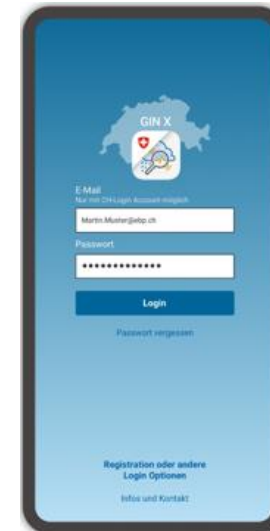 GIN X
E-Mail
Nur mit CH-Login Account möglich
Martin.Muster@ebp.ch
Passwort
•••••••••••••
Login
Passwort vergessen
Registration oder andere
Login Optionen
Infos und Kontakt